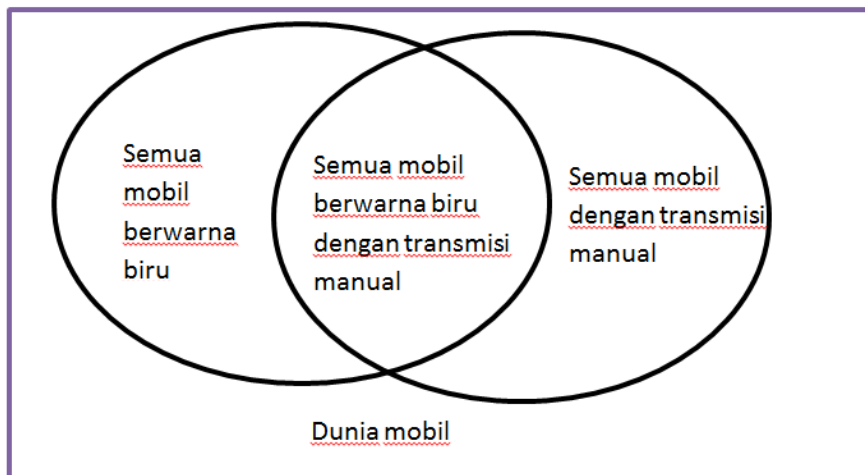 Semua
mobil
berwarna
biru
Semua mobil
berwarna biru
dengan transmisi
manual
Semua mobil
dengan transmisi
manual
Dunia mobil